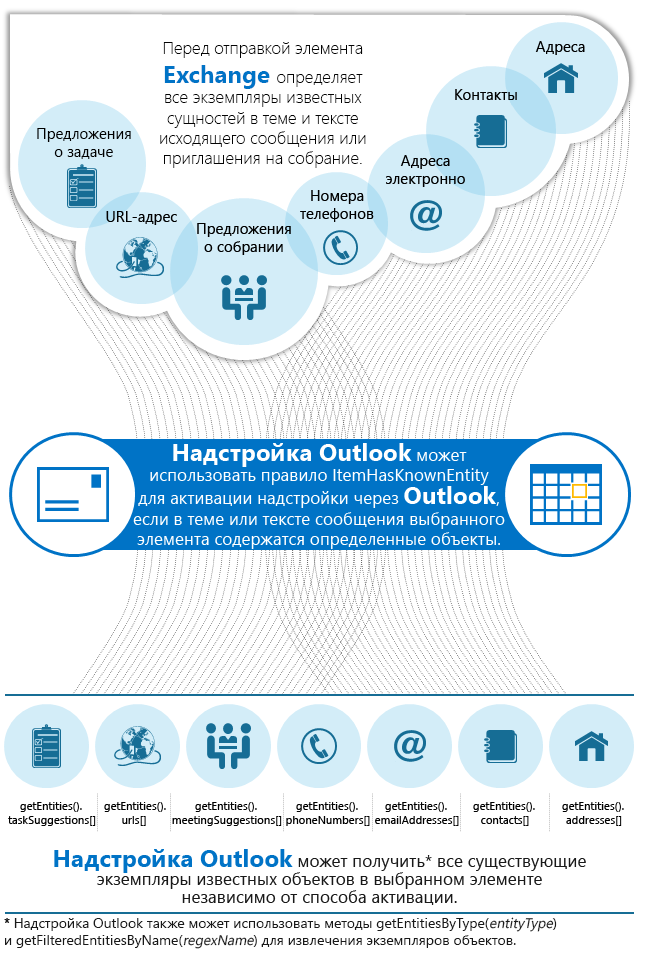 Перед отправкой элемента
Exchange определяет
все экземпляры известных
сущностей в теме и тексте
исходящего сообщения или
приглашения на собрание.
Предложения
о задаче
URL-адрес
Предложения
о собрании
Номера
телефонов
Адреса
электронно
Контакты
Адреса
Надстройка Outlook может
использовать правило ItemHasKnownEntity
для активации надстройки через Outlook,
если в теме или тексте сообщения выбранного
элемента содержатся определенные объекты.
getEntities().
taskSuggestions[]
getEntities().
urls[]
getEntities().
meetingSuggestions[]
getEntities().
phoneNumbers[]
getEntities().
emailAddresses[]
getEntities().
contacts[]
getEntities().
addresses[]
Надстройка Outlook может получить* все существующие
экземпляры известных объектов в выбранном элементе
независимо от способа активации.
* Надстройка Outlook также может использовать методы getEntitiesByType(entityType)
и getFilteredEntitiesByName(regexName) для извлечения экземпляров объектов.